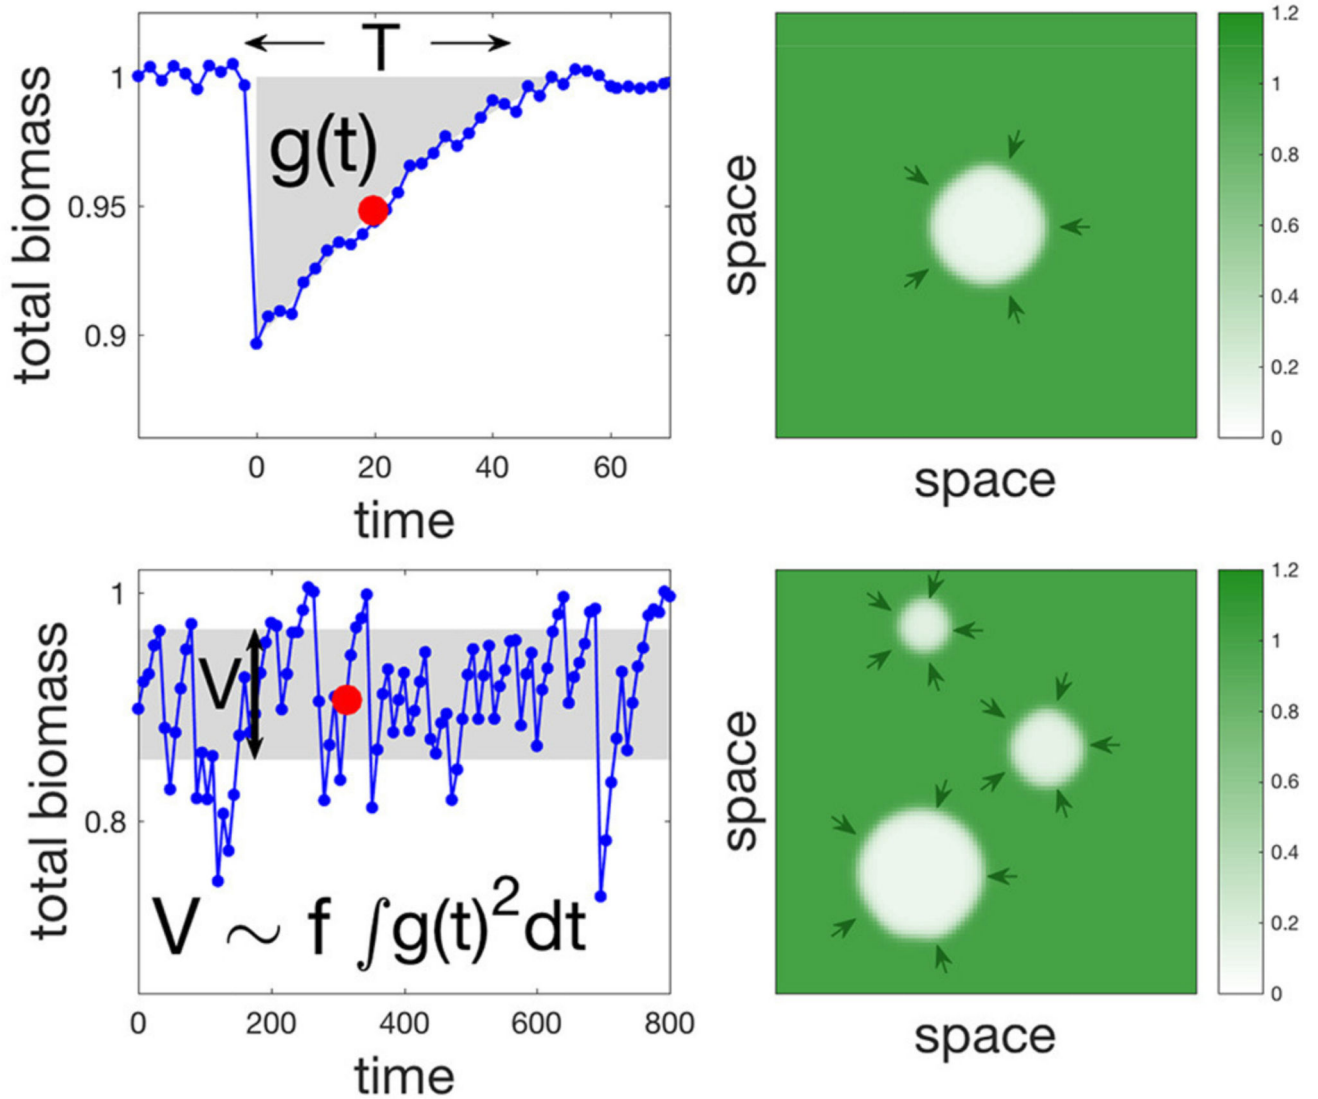 T
g(t)
total biomass
1
0.95
0.9
0 20 40 60
time
space
space
1.2
1
0.8
0.6
0.4
0.2
0
V
V ~ f ∫g(t)²dt
total biomass
1
0.8
0 200 400 600 800
time
space
space
1.2
1
0.8
0.6
0.4
0.2
0